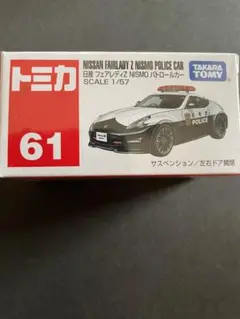 トミカ
61
NISSAN FAIRLADY Z NISMO POLICE CAR
日産 フェアレディZ NISMO パトロールカー
SCALE 1/57
TAKARA
TOMY
POLICE
サスペンション／左右ドア開閉